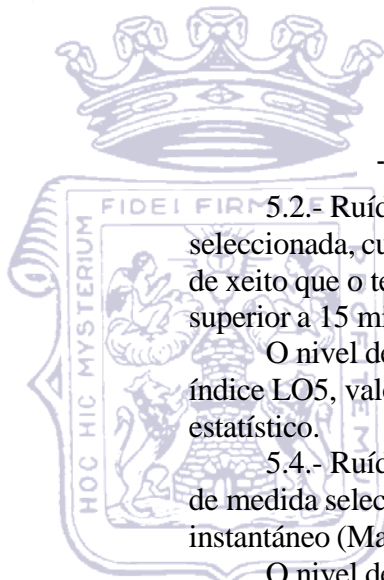 -
5.2.- Ruíd
seleccionada, cu
de xeito que o te
superior a 15 mi
O nivel de
índice LO5, valo
estatístico.
5.4.- Ruíd
de medida selec
instantáneo (Ma
O nivel de
FIDEI FIRM
HOC HIC MYSTERIUM